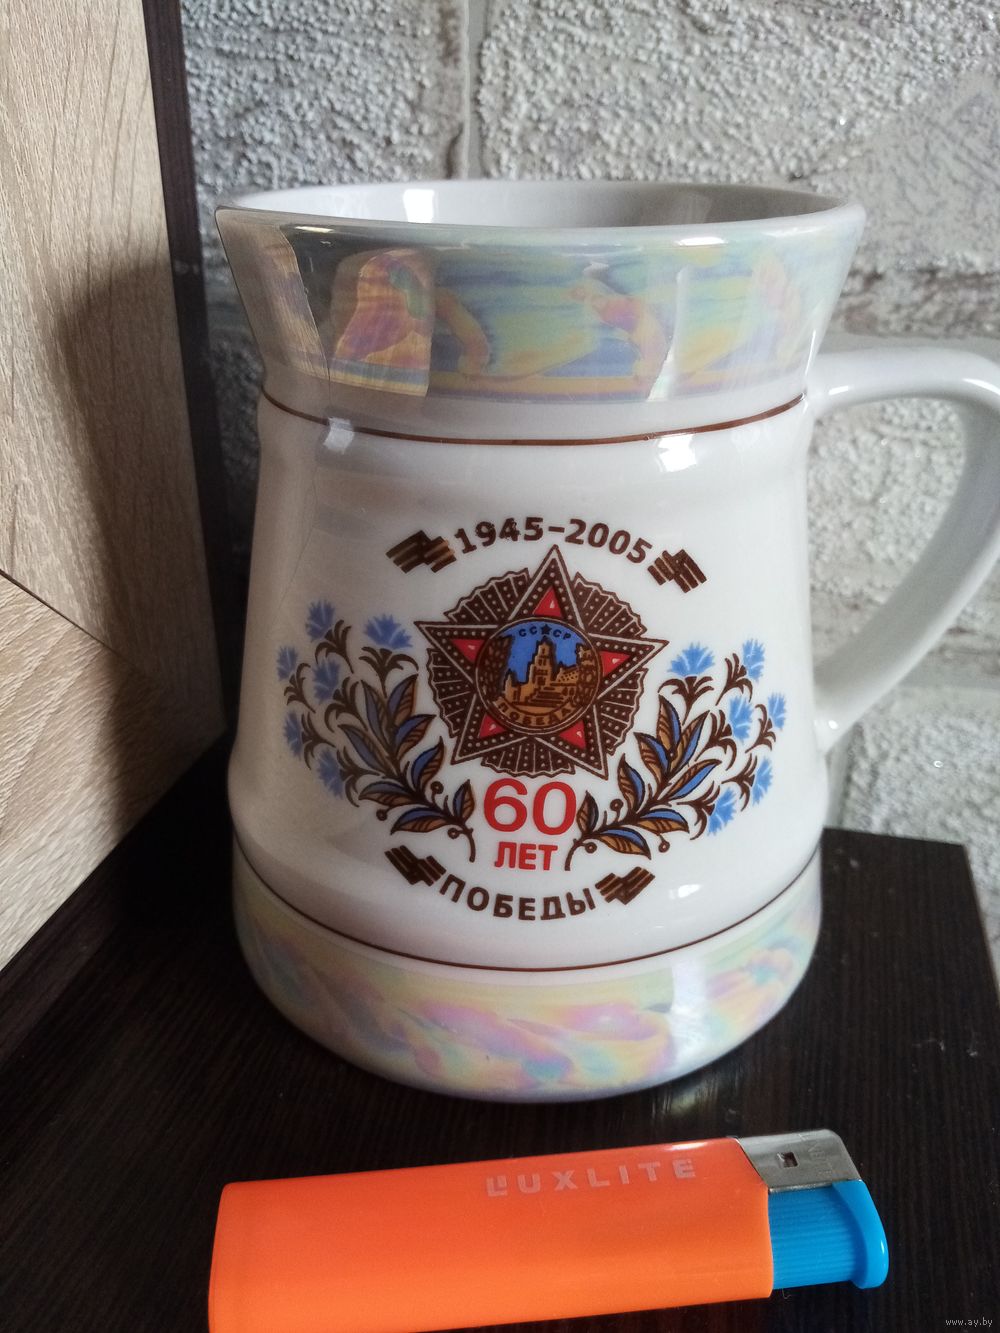 1945-2005
СССР
ПОБЕДА
60
ЛЕТ
ПОБЕДЫ
LUXLITE
www.ay.by